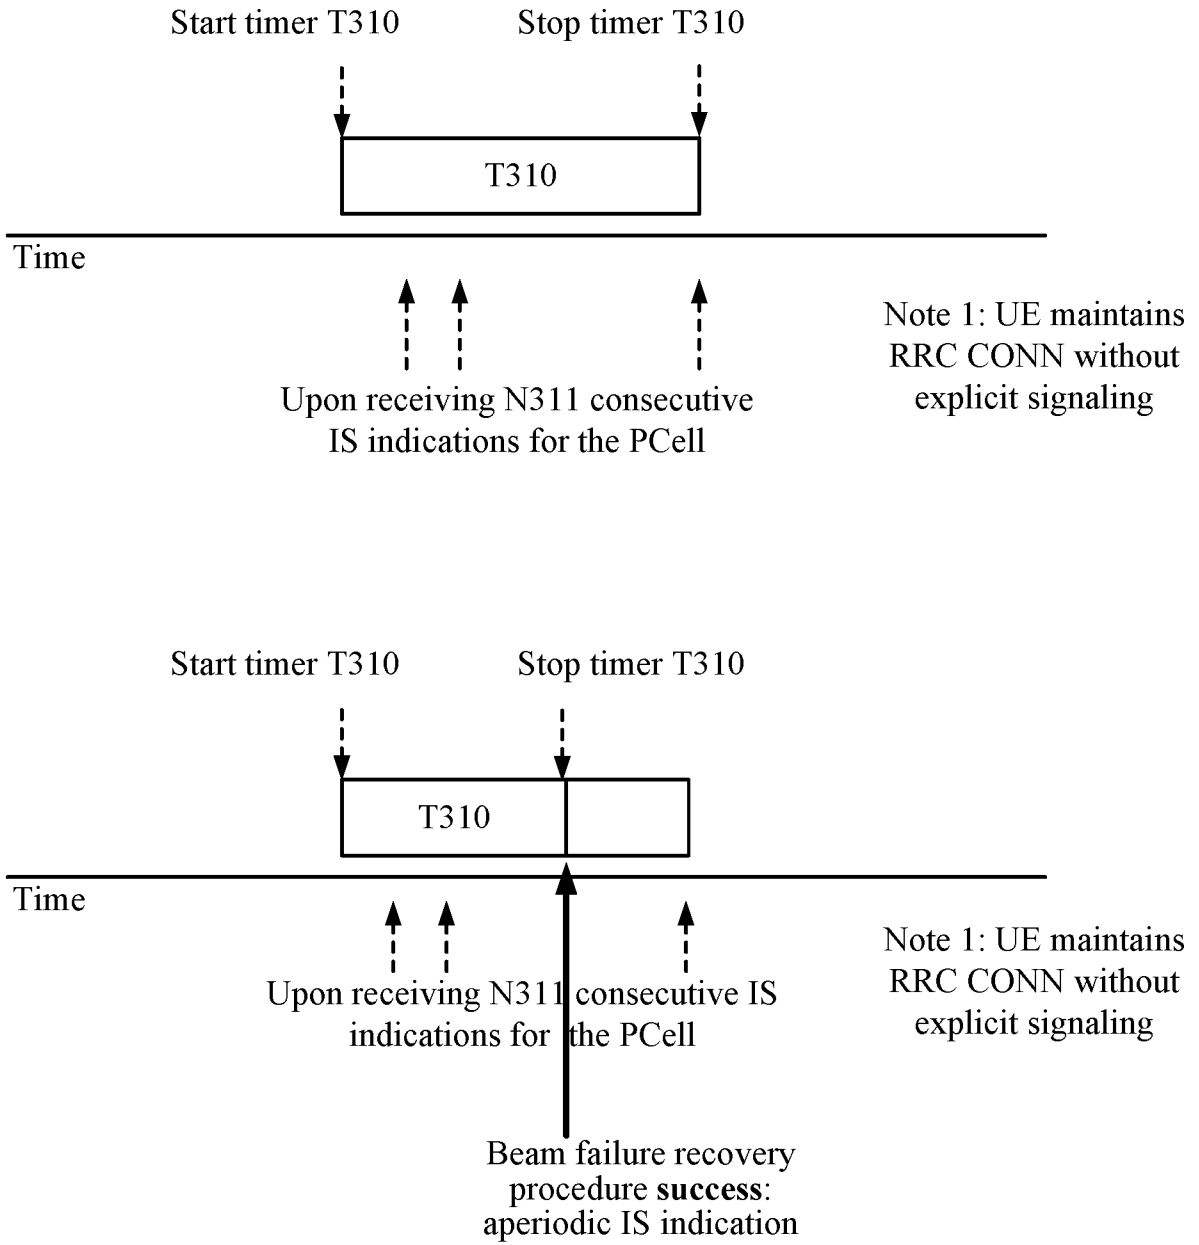 Start timer T310
Stop timer T310
T310
Time
Upon receiving N311 consecutive
IS indications for the PCell
Note 1: UE maintains
RRC CONN without
explicit signaling
Start timer T310
Stop timer T310
T310
Time
Upon receiving N311 consecutive IS
indications for the PCell
Note 1: UE maintains
RRC CONN without
explicit signaling
Beam failure recovery
procedure success:
aperiodic IS indication